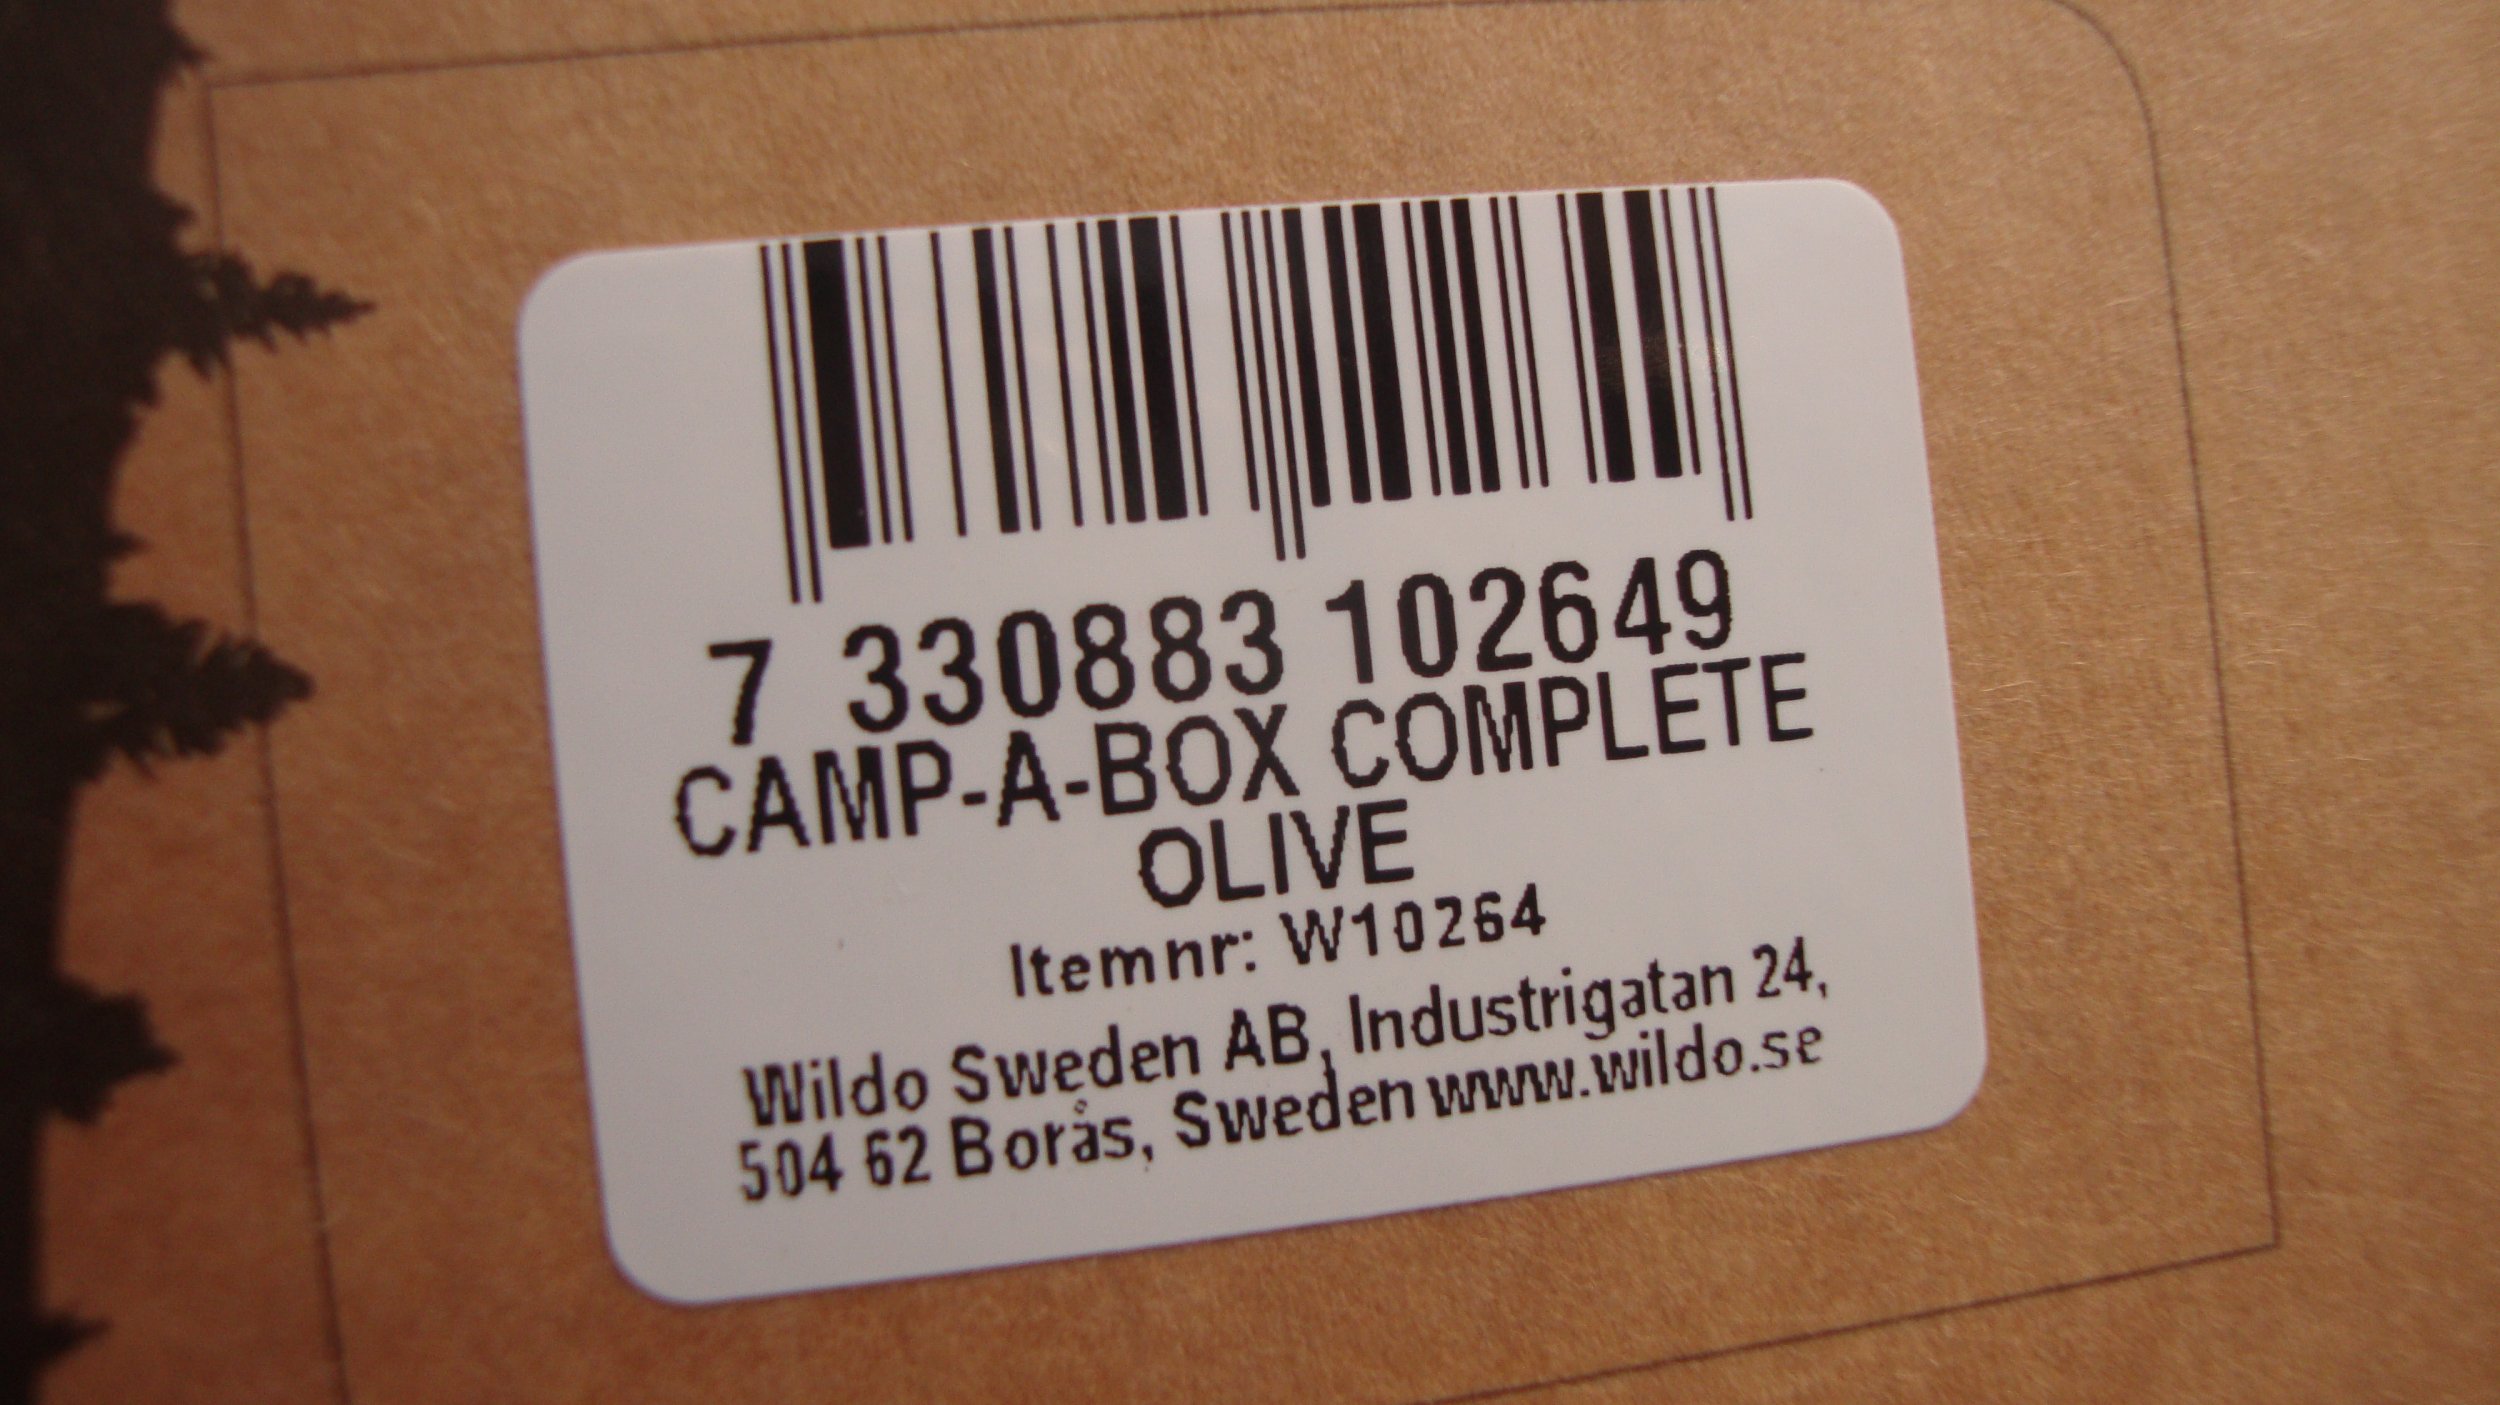 7 330883 102649
CAMP-A-BOX COMPLETE
OLIVE
Itemnr: W10264
Wildo Sweden AB, Industrigatan 24,
504 62 Borås, Sweden www.wildo.se